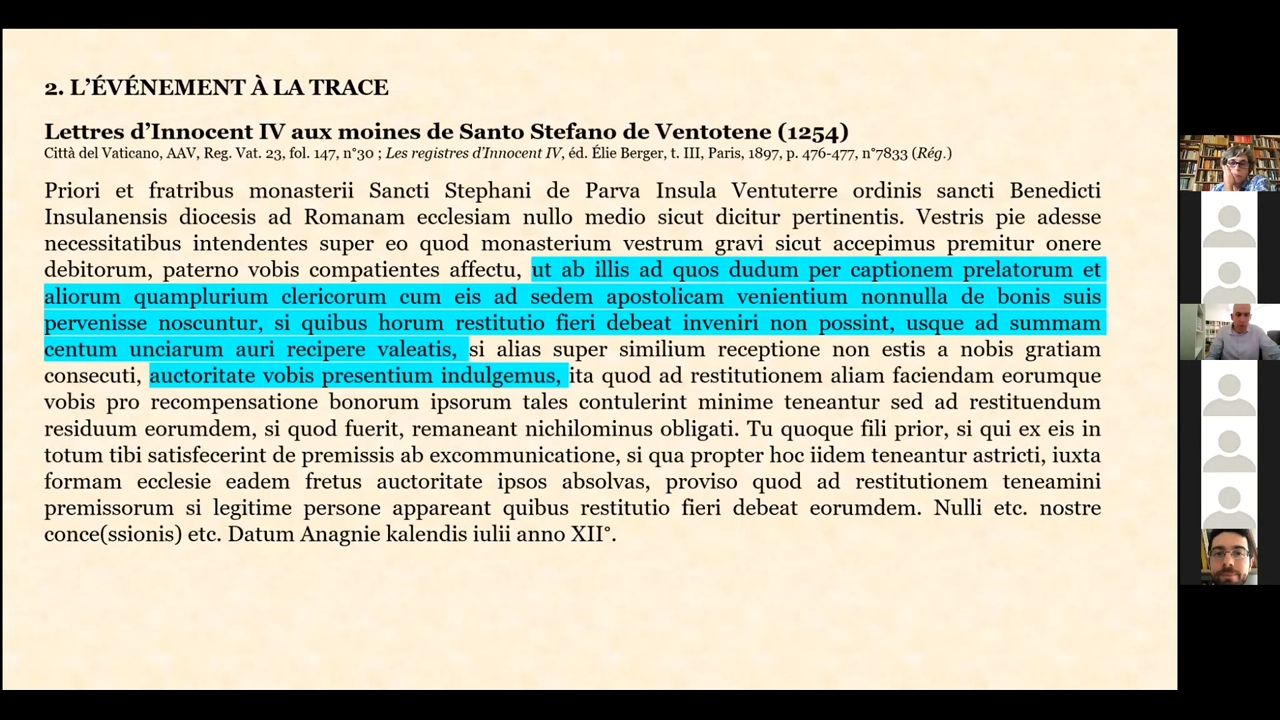 2. L’ÉVÉNEMENT À LA TRACE
Lettres d’Innocent IV aux moines de Santo Stefano de Ventotene (1254)
Città del Vaticano, AAV, Reg. Vat. 23, fol. 147, n°30 ; Les registres d’Innocent IV, éd. Élie Berger, t. III, Paris, 1897, p. 476-477, n°7833 (Rég.)
Priori et fratribus monasterii Sancti Stephani de Parva Insula Ventuterre ordinis sancti Benedicti
Insulanensis diocesis ad Romanam ecclesiam nullo medio sicut dicitur pertinentis. Vestris pie adesse
necessitatibus intendentes super eo quod monasterium vestrum gravi sicut accepimus premitur onere
debitorum, paterno vobis compatientes affectu, ut ab illis ad quos dudum per captionem prelatorum et
aliorum quamplurium clericorum cum eis ad sedem apostolicam venientium nonnulla de bonis suis
pervenisse noscuntur, si quibus horum restitutio fieri debeat inveniri non possint, usque ad summam
centum unciarum auri recipere valeatis, si alias super similium receptione non estis a nobis gratiam
consecuti, auctoritate vobis presentium indulgemus, ita quod ad restitutionem aliam faciendam eorumque
vobis pro recompensatione bonorum ipsorum tales contulerint minime teneantur sed ad restituendum
residuum eorumdem, si quod fuerit, remaneant nichilominus obligati. Tu quoque fili prior, si qui ex eis in
totum tibi satisfecerint de premissis ab excommunicatione, si qua propter hoc iidem teneantur astricti, iuxta
formam ecclesie eadem fretus auctoritate ipsos absolvas, proviso quod ad restitutionem teneamini
premissorum si legitime persone appareant quibus restitutio fieri debeat eorumdem. Nulli etc. nostre
conce(ssionis) etc. Datum Anagnie kalendis iulii anno XII°.